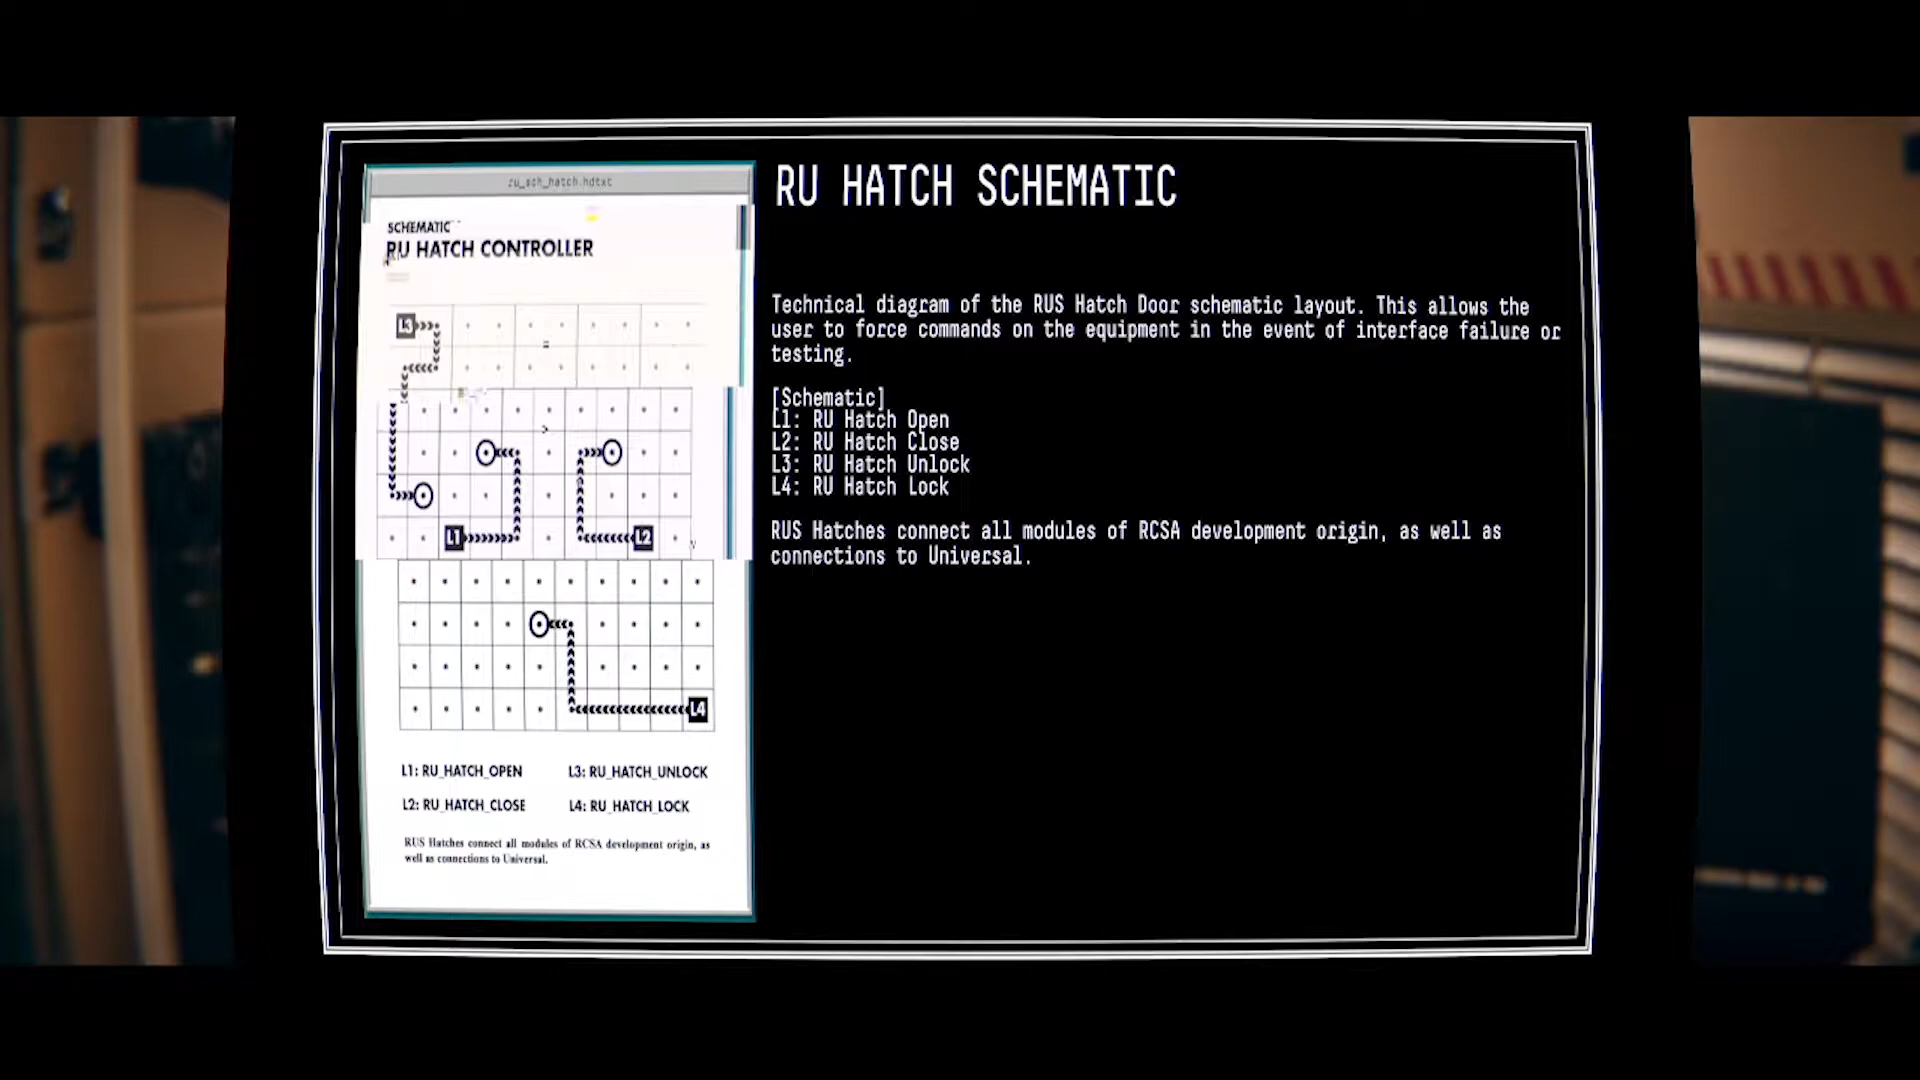 ru_sch_hatch.hdtxt
SCHEMATIC
RU HATCH CONTROLLER
L3
L1
L2
L4
L1: RU_HATCH_OPEN
L3: RU_HATCH_UNLOCK
L2: RU_HATCH_CLOSE
L4: RU_HATCH_LOCK
RUS Hatches connect all modules of RCSA development origin, as
well as connections to Universal.
RU HATCH SCHEMATIC
Technical diagram of the RUS Hatch Door schematic layout. This allows the
user to force commands on the equipment in the event of interface failure or
testing.
[Schematic]
L1: RU Hatch Open
L2: RU Hatch Close
L3: RU Hatch Unlock
L4: RU Hatch Lock
RUS Hatches connect all modules of RCSA development origin, as well as
connections to Universal.